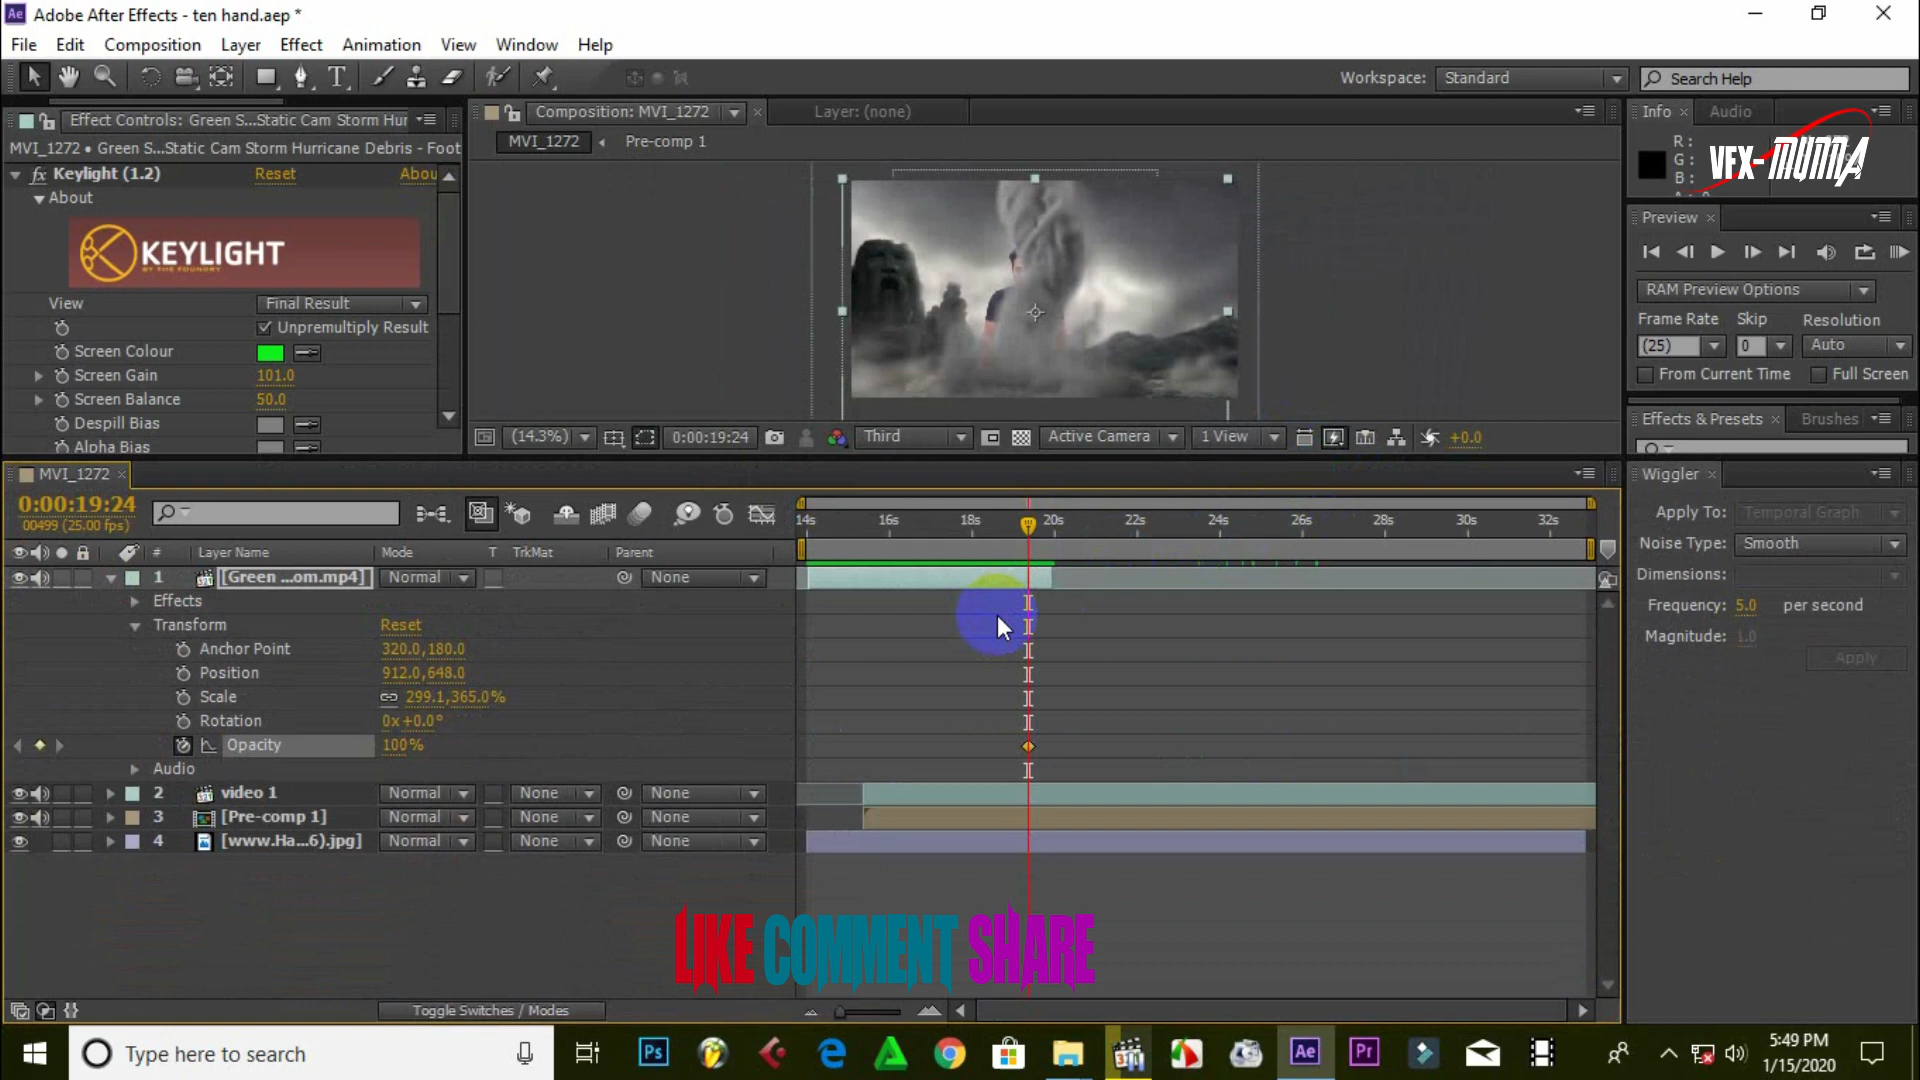 Ae Adobe After Effects - ten hand.aep *
File Edit Composition Layer Effect Animation View Window Help
Workspace: Standard Search Help
Effect Controls: Green S...Static Cam Storm Hur
Composition: MVI_1272 Layer: (none)
Info Audio
MVI_1272 • Green S...Static Cam Storm Hurricane Debris - Foot
MVI_1272 Pre-comp 1
R :
G :
B :
VFX-MUNNA
fx Keylight (1.2) Reset Abou
About
KEYLIGHT
BY THE FOUNDRY
View Final Result
Unpremultiply Result
Screen Colour
Screen Gain 101.0
Screen Balance 50.0
Despill Bias
Alpha Bias
(14.3%) 0:00:19:24 Third Active Camera 1 View +0.0
Preview
RAM Preview Options
Frame Rate Skip Resolution
(25) 0 Auto
From Current Time Full Screen
Effects & Presets Brushes
MVI_1272
0:00:19:24
00499 (25.00 fps)
14s 16s 18s 20s 22s 24s 26s 28s 30s 32s
# Layer Name Mode T TrkMat Parent
1 [Green ...om.mp4] Normal None
Effects
Transform Reset
Anchor Point 320.0,180.0
Position 912.0,648.0
Scale 299.1,365.0%
Rotation 0x+0.0°
Opacity 100%
Audio
2 video 1 Normal None None
3 [Pre-comp 1] Normal None None
4 [www.Ha...6).jpg] Normal None None
Wiggler
Apply To: Temporal Graph
Noise Type: Smooth
Dimensions:
Frequency: 5.0 per second
Magnitude: 1.0
Apply
LIKE COMMENT SHARE
Toggle Switches / Modes
Type here to search
Ps
Ae
Pr
5:49 PM
1/15/2020